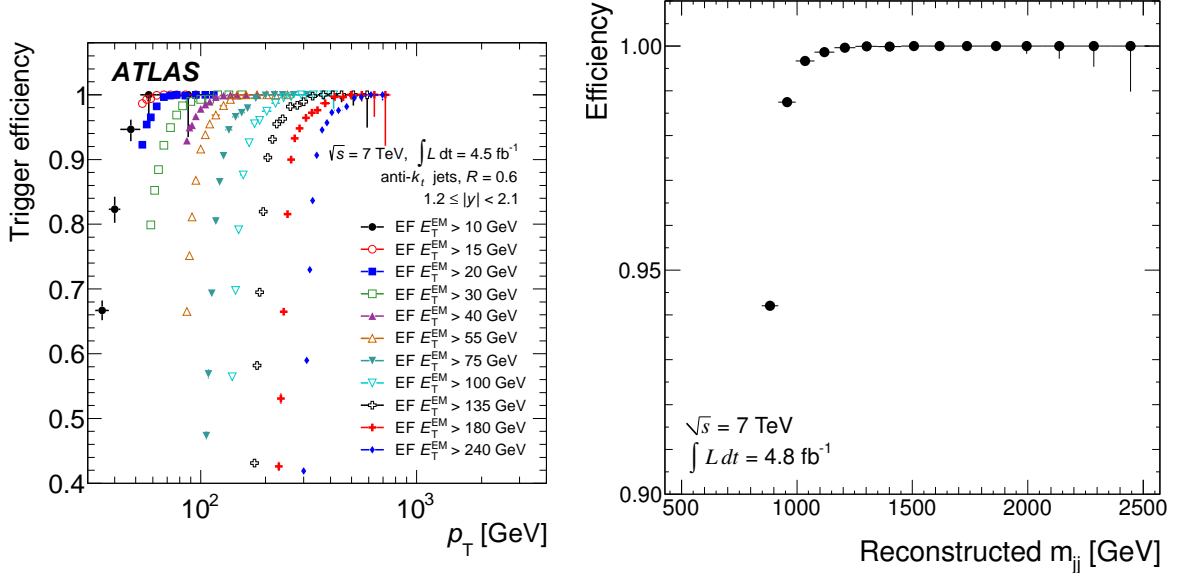 ATLAS
Trigger efficiency
1
0.9
0.8
0.7
0.6
0.5
0.4
√s = 7 TeV, ∫L dt = 4.5 fb⁻¹
anti-kₜ jets, R = 0.6
1.2 ≤ |y| < 2.1
EF E_T^EM > 10 GeV
EF E_T^EM > 15 GeV
EF E_T^EM > 20 GeV
EF E_T^EM > 30 GeV
EF E_T^EM > 40 GeV
EF E_T^EM > 55 GeV
EF E_T^EM > 75 GeV
EF E_T^EM > 100 GeV
EF E_T^EM > 135 GeV
EF E_T^EM > 180 GeV
EF E_T^EM > 240 GeV
10² 10³
p_T [GeV]
Efficiency
1.00
0.95
0.90
√s = 7 TeV
∫ L dt = 4.8 fb⁻¹
500 1000 1500 2000 2500
Reconstructed m_jj [GeV]